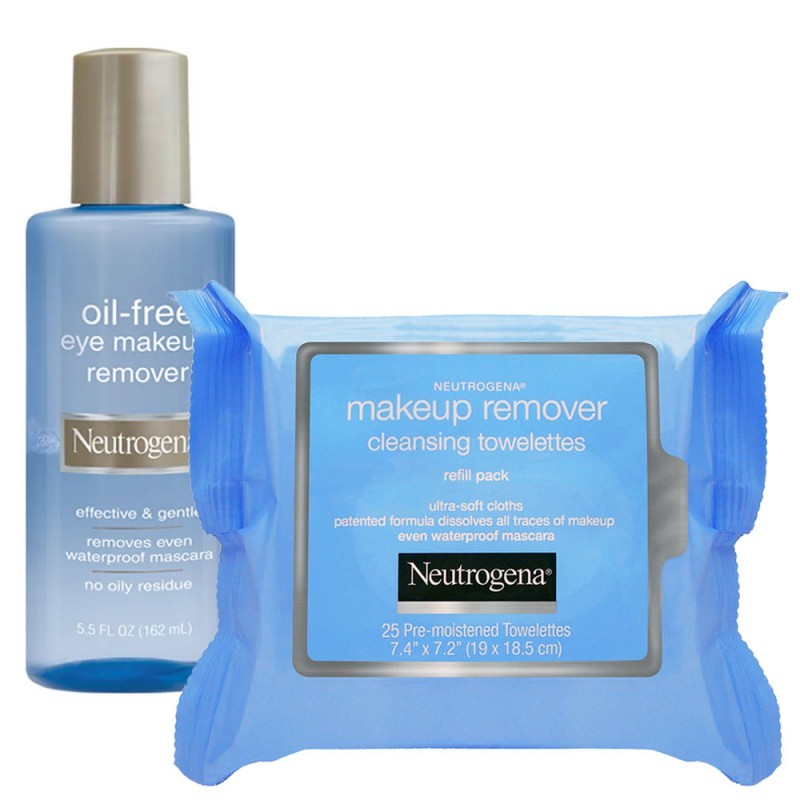 oil-free
eye makeu
remover
Neutrogena
effective & gentle
removes even
waterproof mascara
no oily residue
5.5 FL OZ (162 mL)
NEUTROGENA®
makeup remover
cleansing towelettes
refill pack
ultra-soft cloths
patented formula dissolves all traces of makeup
even waterproof mascara
Neutrogena®
25 Pre-moistened Towelettes
7.4" x 7.2" (19 x 18.5 cm)